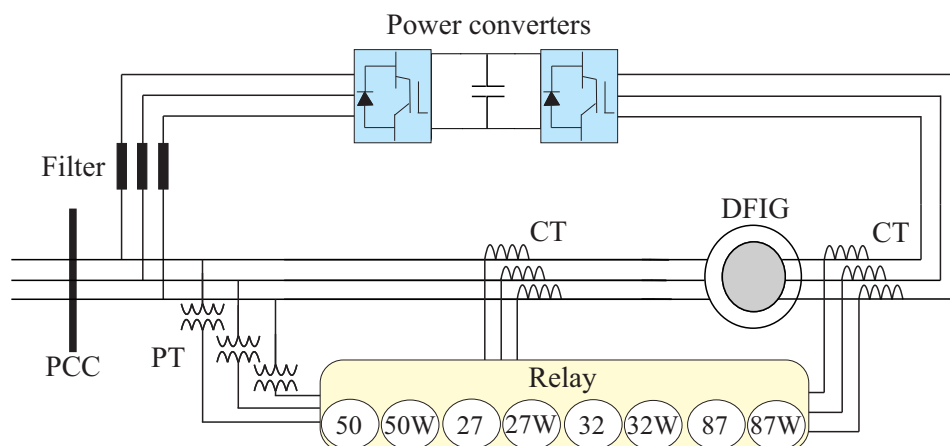 Power converters
Filter
DFIG
CT
CT
PCC
PT
Relay
50 50W 27 27W 32 32W 87 87W